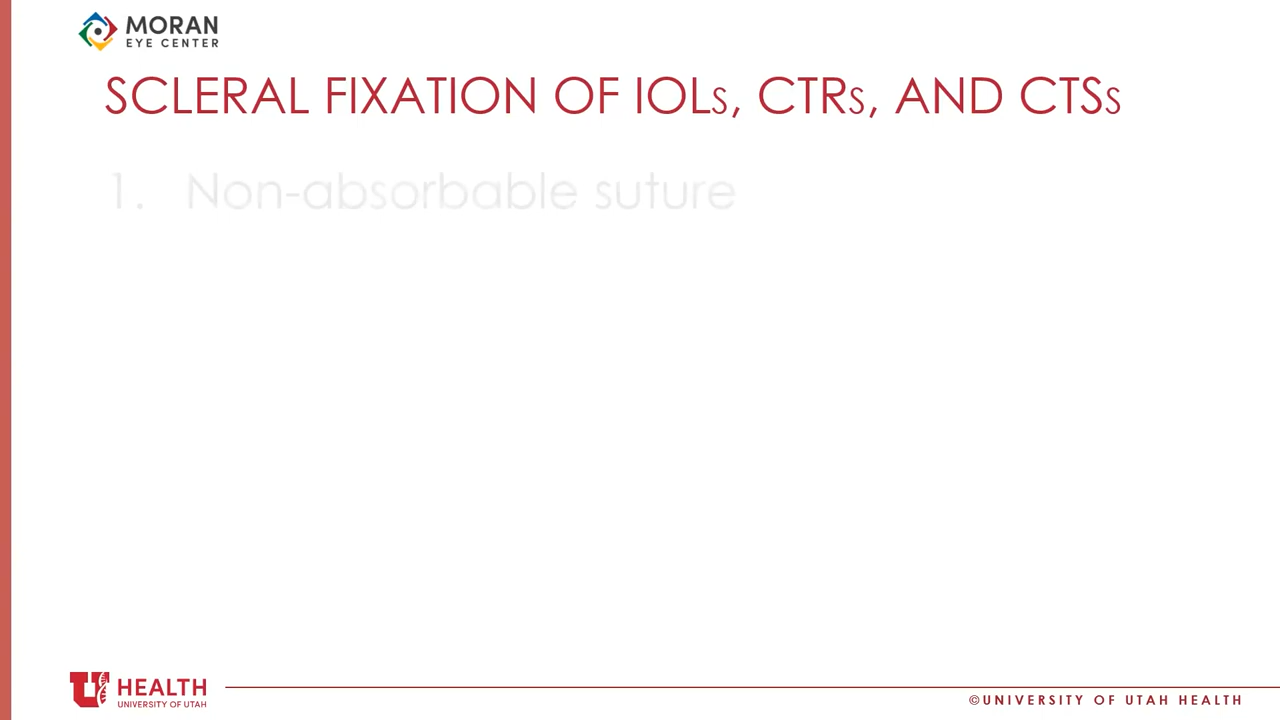 MORAN
EYE CENTER
SCLERAL FIXATION OF IOLS, CTRS, AND CTSS
1. Non-absorbable suture
U HEALTH
UNIVERSITY OF UTAH
©UNIVERSITY OF UTAH HEALTH